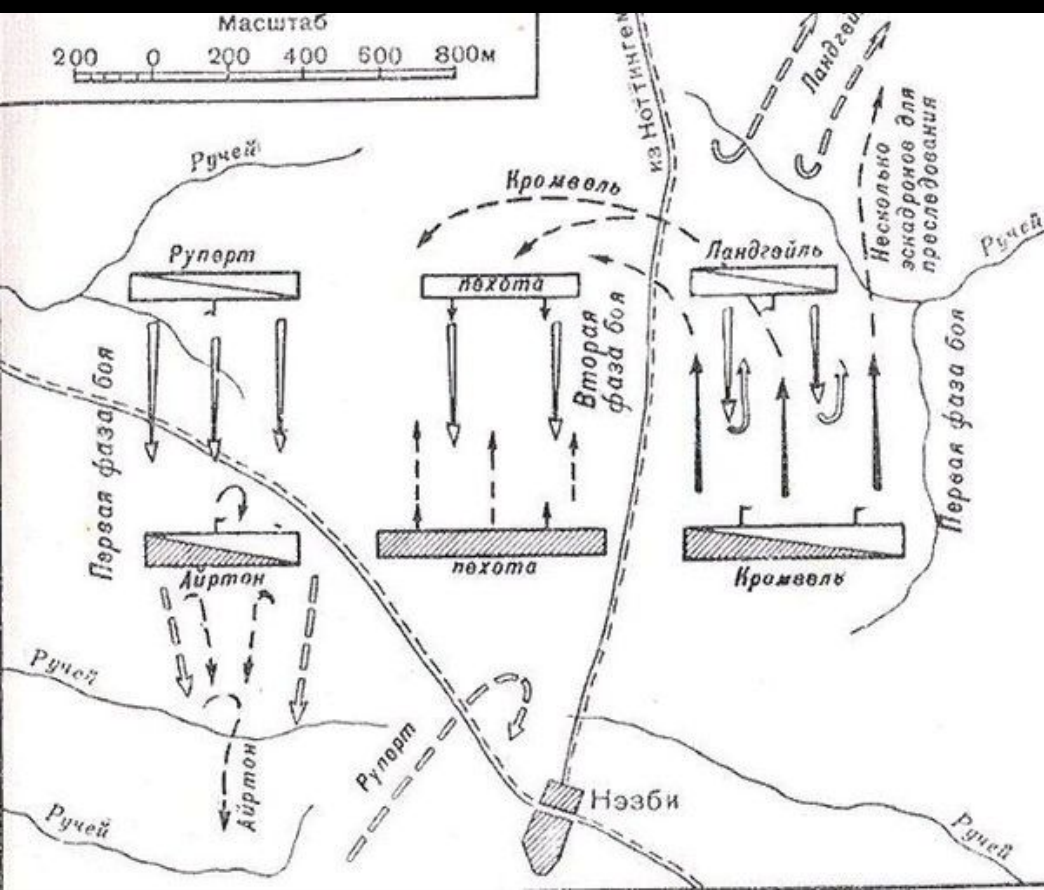 Масштаб
200 0 200 400 600 800м
из Ноттингем
Ландгейль
Несколько
эскадронов для
преследования
Ручей
Кромвель
Ручей
Руперт
пехота
Ландгейль
Первая фаза боя
Вторая
фаза боя
Первая фаза боя
Айртон
пехота
Кромвель
Ручей
Руперт
Айртон
Нэзби
Ручей
Ручей